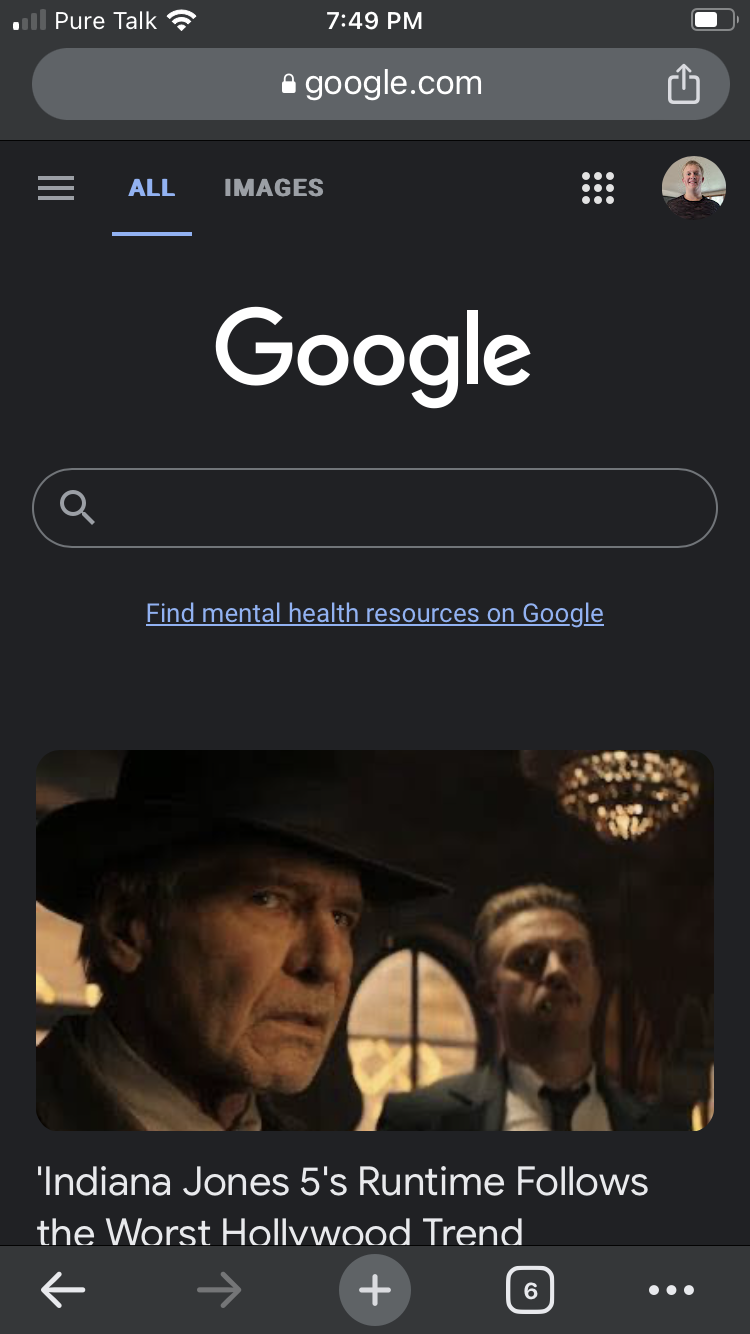 Pure Talk 7:49 PM
google.com
ALL IMAGES
Google
Find mental health resources on Google
'Indiana Jones 5's Runtime Follows
the Worst Hollywood Trend
6